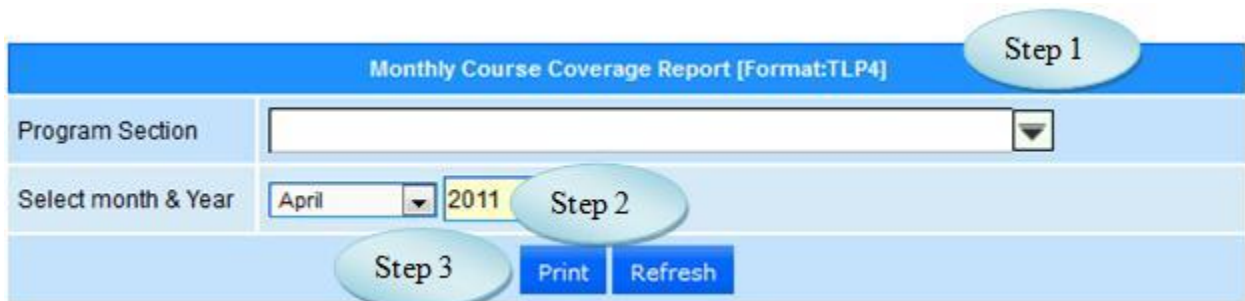 Step 1
Monthly Course Coverage Report [Format:TLP4]
Program Section
Select month & Year April 2011 Step 2
Step 3 Print Refresh